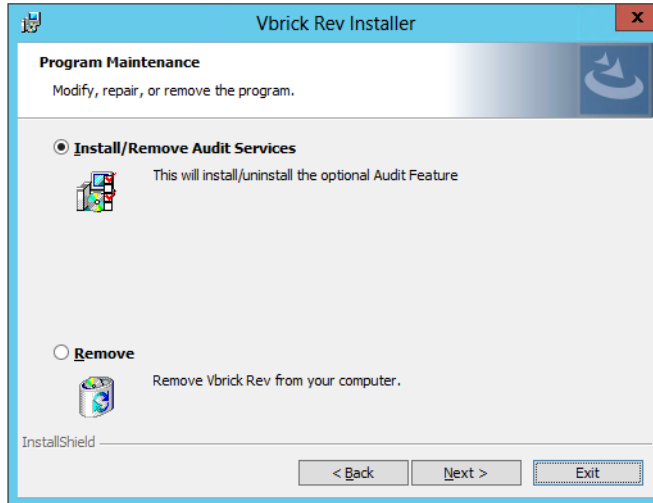 Vbrick Rev Installer
x
Program Maintenance
Modify, repair, or remove the program.
Install/Remove Audit Services
This will install/uninstall the optional Audit Feature
Remove
Remove Vbrick Rev from your computer.
InstallShield
< Back
Next >
Exit